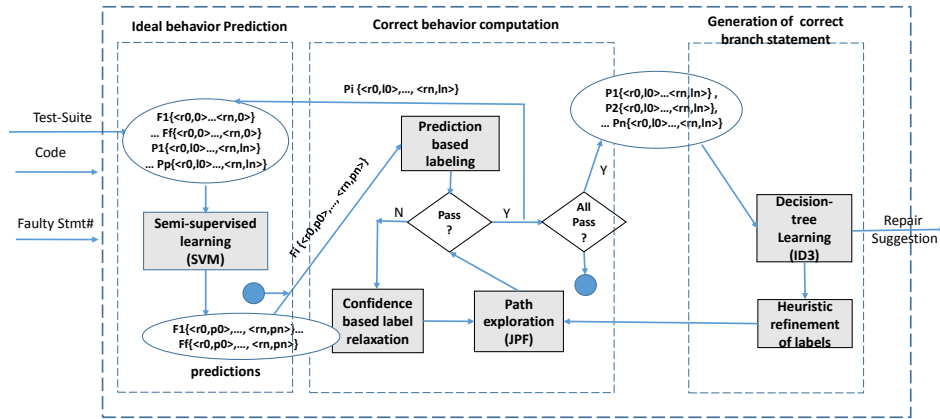 Ideal behavior Prediction
Correct behavior computation
Generation of correct
branch statement
Test-Suite
Code
Faulty Stmt#
F1{<r0,0>...<rn,0>}
... Ff{<r0,0>...,<rn,0>}
P1{<r0,l0>...,<rn,ln>}
... Pp{<r0,l0>...,<rn,ln>}
Semi-supervised
learning
(SVM)
F1{<r0,p0>,..., <rn,pn>}...
Ff{<r0,p0>,..., <rn,pn>}
predictions
Fi {<r0,p0>,..., <rn,pn>}
Pi {<r0,l0>,..., <rn,ln>}
Prediction
based
labeling
N
Pass
?
Y
All
Pass
?
Y
Confidence
based label
relaxation
Path
exploration
(JPF)
P1{<r0,l0>...,<rn,ln>} ,
P2{<r0,l0>...,<rn,ln>},
... Pn{<r0,l0>...,<rn,ln>}
Decision-
tree
Learning
(ID3)
Heuristic
refinement
of labels
Repair
Suggestion